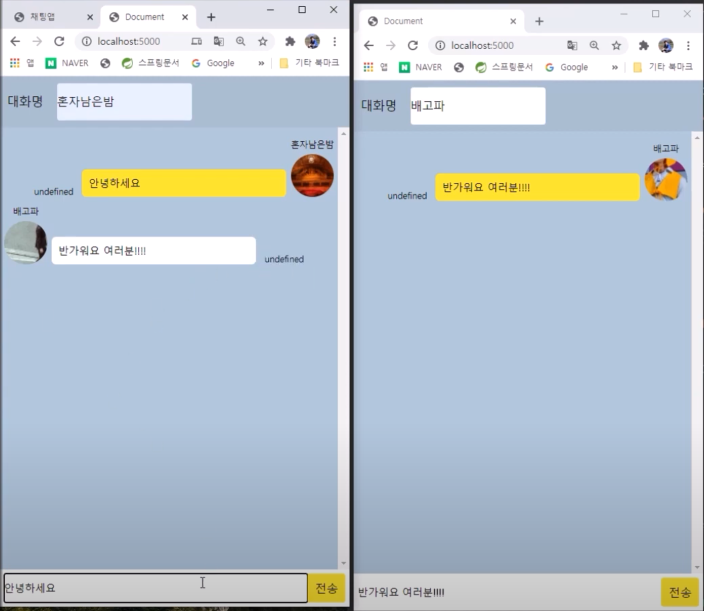 채팅앱
Document
localhost:5000
앱
NAVER
스프링문서
Google
»
기타 북마크
대화명
혼자남은밤
혼자남은밤
안녕하세요
undefined
배고파
반가워요 여러분!!!!
undefined
안녕하세요
전송
Document
localhost:5000
앱
NAVER
스프링문서
Google
»
기타 북마크
대화명
배고파
배고파
반가워요 여러분!!!!
undefined
반가워요 여러분!!!!
전송